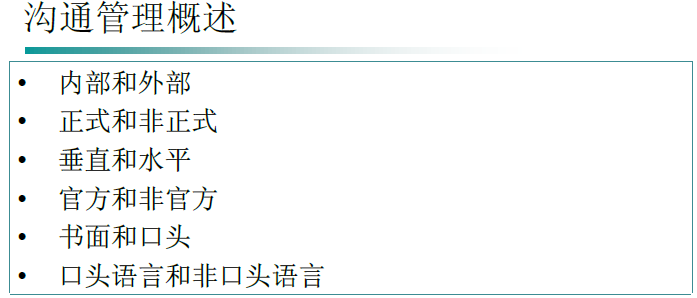 沟通管理概述
• 内部和外部
• 正式和非正式
• 垂直和水平
• 官方和非官方
• 书面和口头
• 口头语言和非口头语言